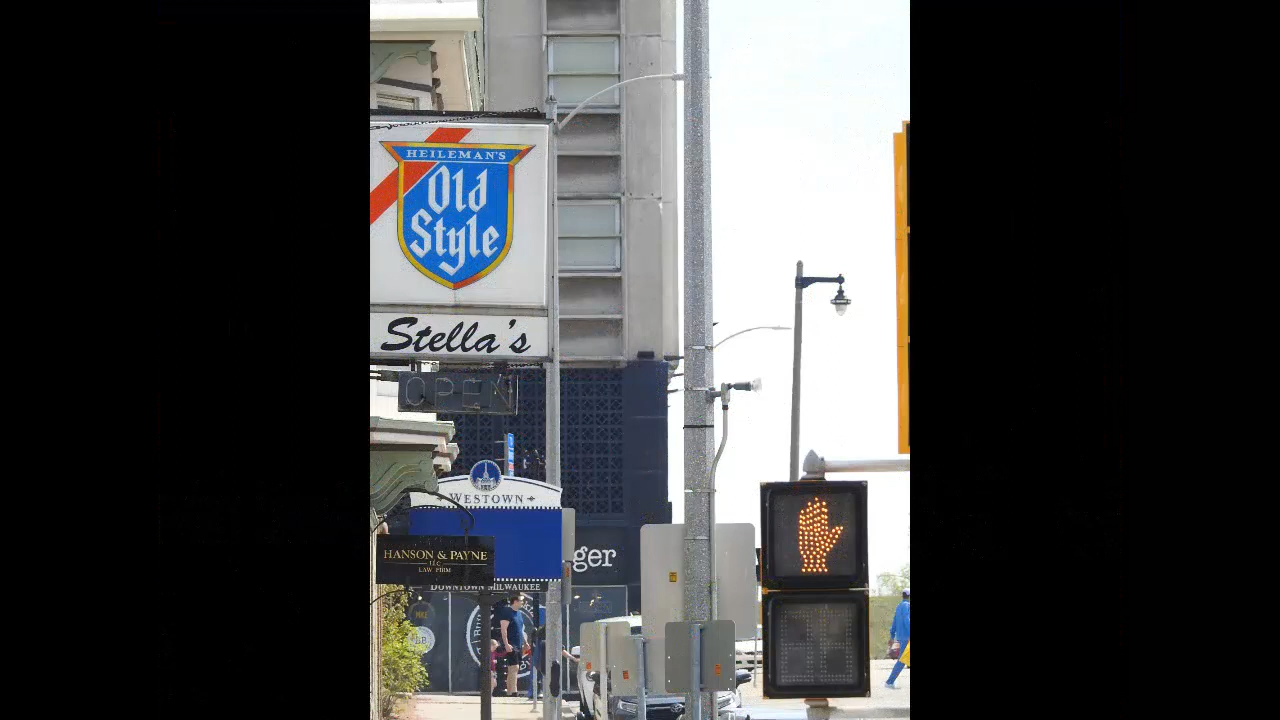 HEILEMAN'S
Old
Style
Stella's
OPEN
WESTOWN
HANSON & PAYNE
LLC
LAW FIRM
DOWNTOWN MILWAUKEE
ger